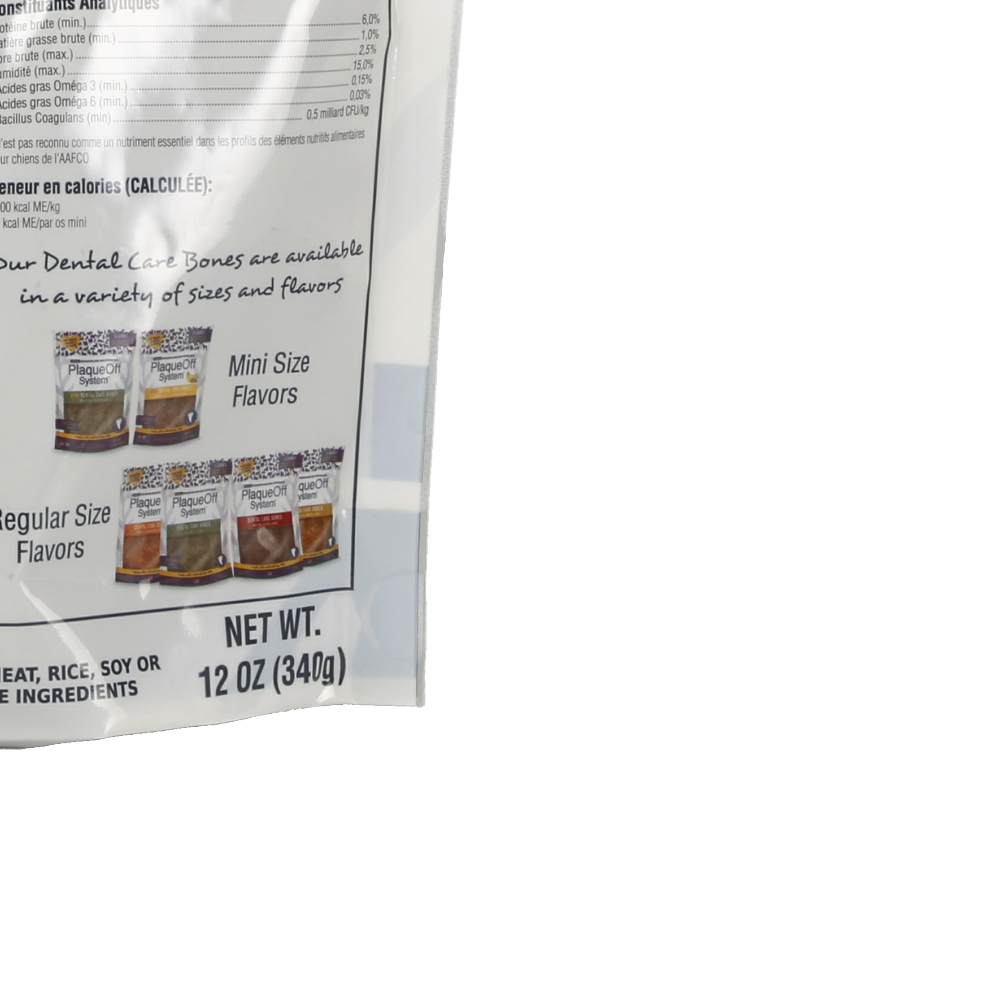 onstituants Analytiques
otéine brute (min.) 6,0%
atière grasse brute (min.) 1,0%
bre brute (max.) 2,5%
umidité (max.) 15,0%
Acides gras Oméga 3 (min.) 0,15%
Acides gras Oméga 6 (min.) 0,03%
Bacillus Coagulans (min) 0,5 milliard CFU/kg
'est pas reconnu comme un nutriment essentiel dans les profils des éléments nutritifs alimentaires
ur chiens de l'AAFCO
eneur en calories (CALCULÉE):
00 kcal ME/kg
kcal ME/par os mini
Our Dental Care Bones are available
in a variety of sizes and flavors
PlaqueOff
System
PlaqueOff
System
Mini Size
Flavors
Regular Size
Flavors
Plaque
System
PlaqueOff
System
PlaqueOff
System
queOff
ystem
NET WT.
12 OZ (340g)
EAT, RICE, SOY OR
E INGREDIENTS